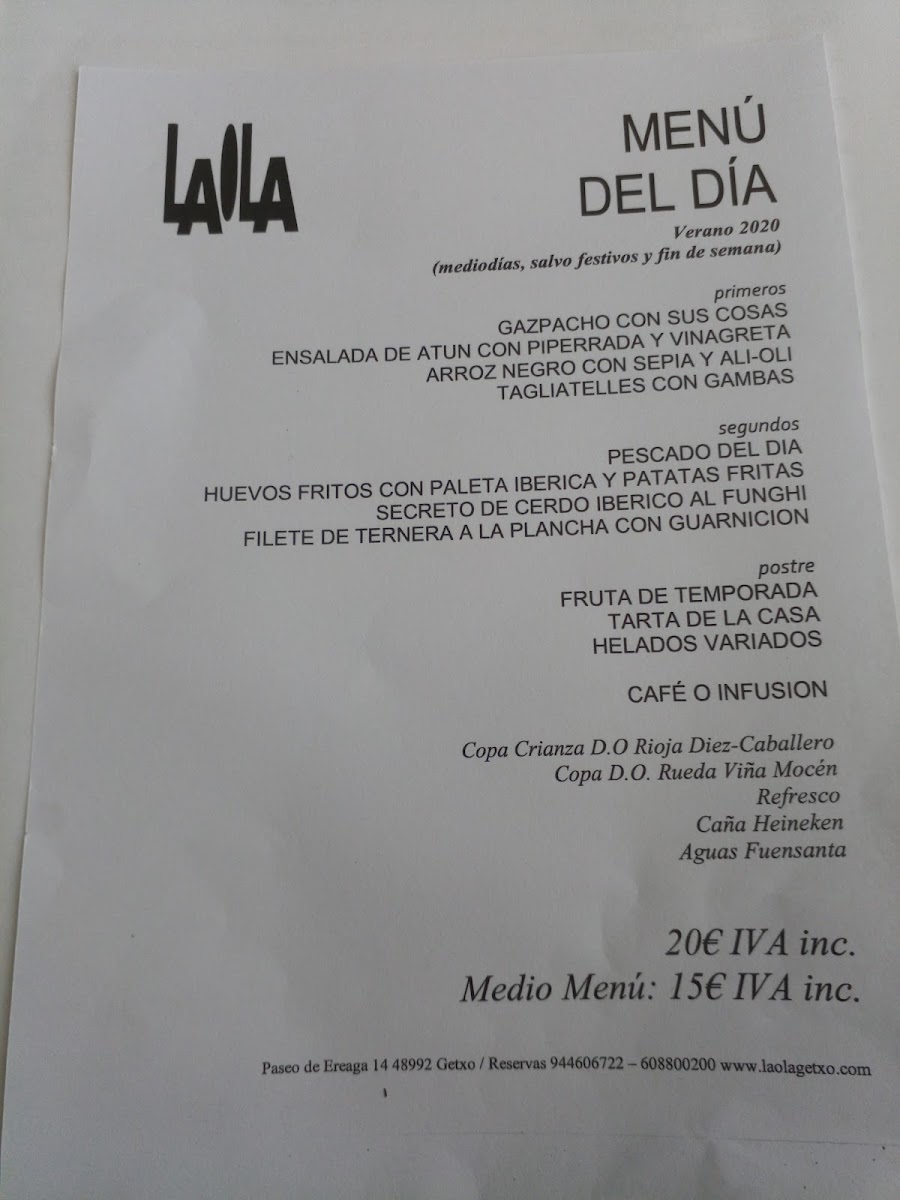 LAOLA
MENÚ
DEL DÍA
Verano 2020
(mediodías, salvo festivos y fin de semana)
primeros
GAZPACHO CON SUS COSAS
ENSALADA DE ATUN CON PIPERRADA Y VINAGRETA
ARROZ NEGRO CON SEPIA Y ALI-OLI
TAGLIATELLES CON GAMBAS
segundos
PESCADO DEL DIA
HUEVOS FRITOS CON PALETA IBERICA Y PATATAS FRITAS
SECRETO DE CERDO IBERICO AL FUNGHI
FILETE DE TERNERA A LA PLANCHA CON GUARNICION
postre
FRUTA DE TEMPORADA
TARTA DE LA CASA
HELADOS VARIADOS
CAFÉ O INFUSION
Copa Crianza D.O Rioja Diez-Caballero
Copa D.O. Rueda Viña Mocén
Refresco
Caña Heineken
Aguas Fuensanta
20€ IVA inc.
Medio Menú: 15€ IVA inc.
Paseo de Ereaga 14 48992 Getxo / Reservas 944606722 – 608800200 www.laolagetxo.com